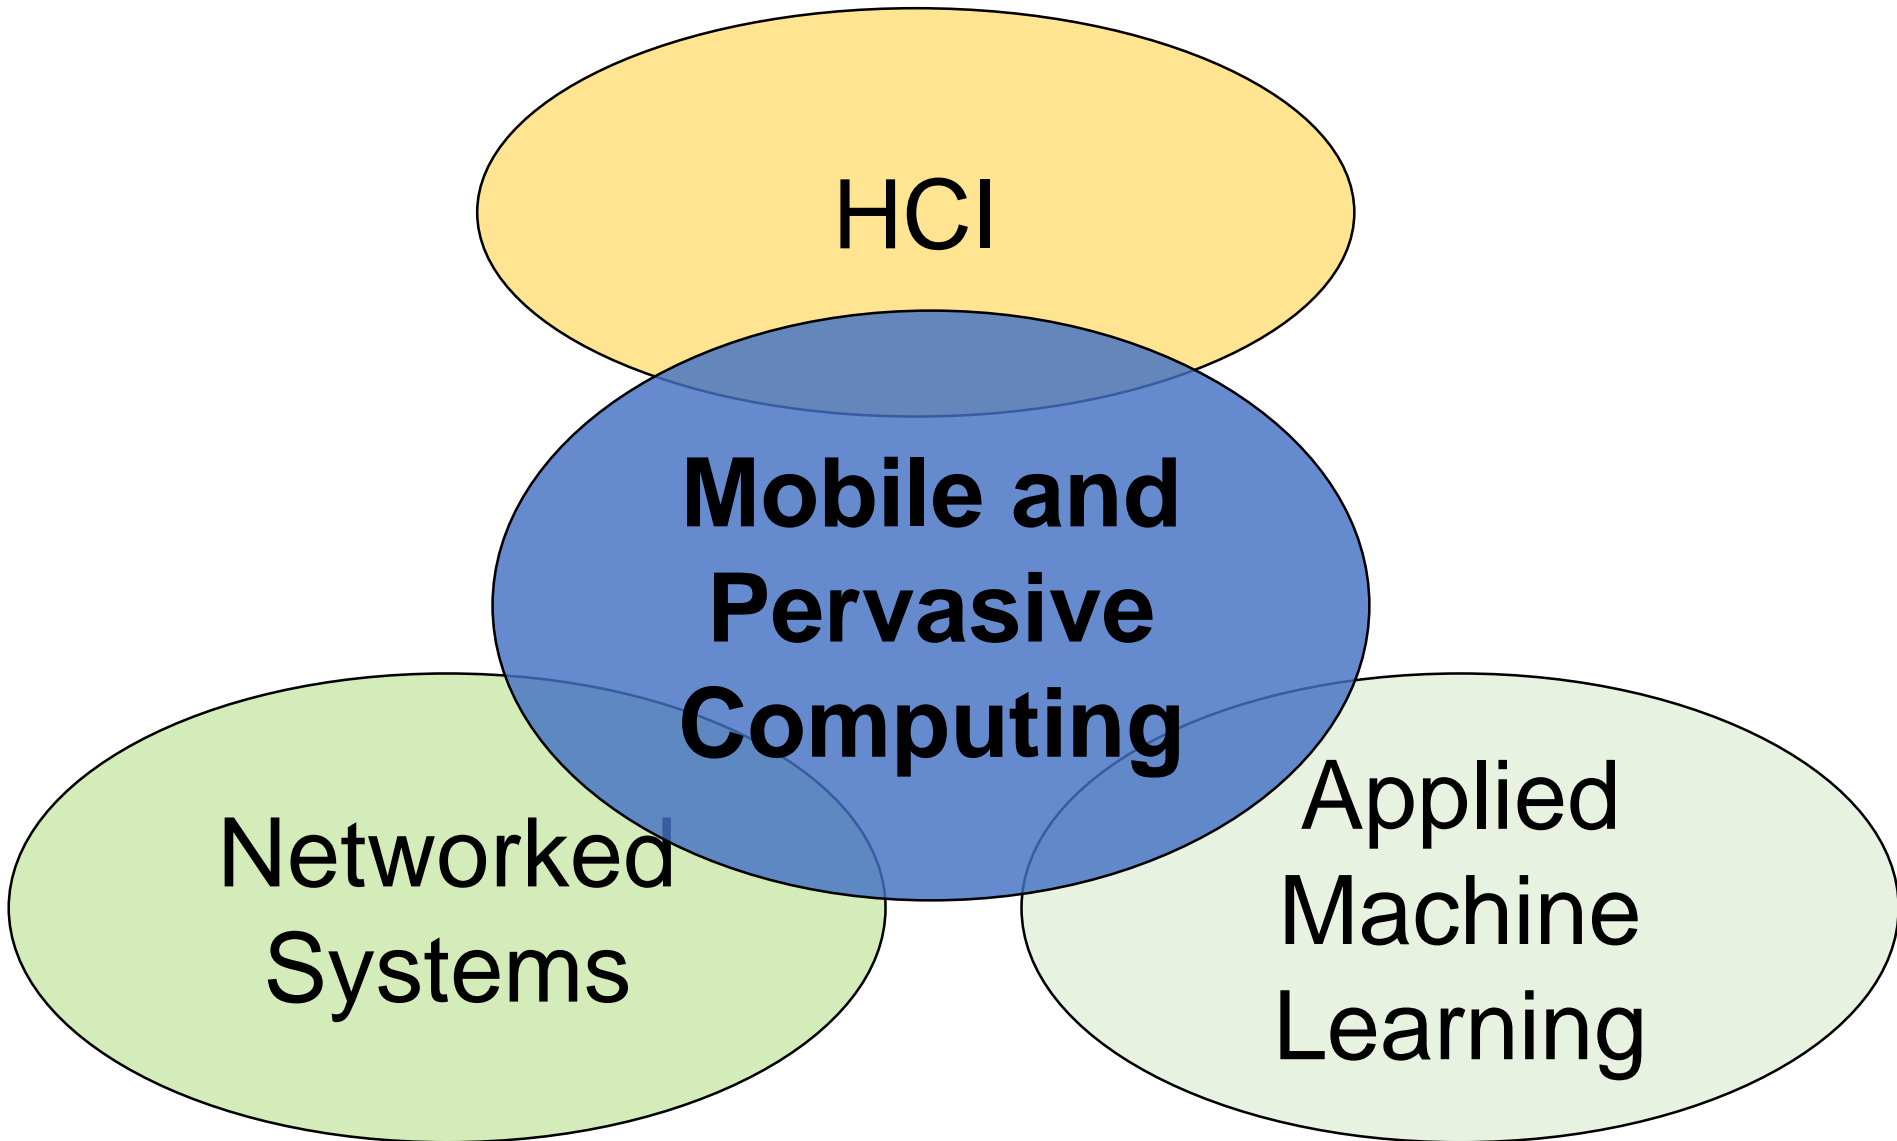 HCI
Mobile and
Pervasive
Computing
Networked
Systems
Applied
Machine
Learning